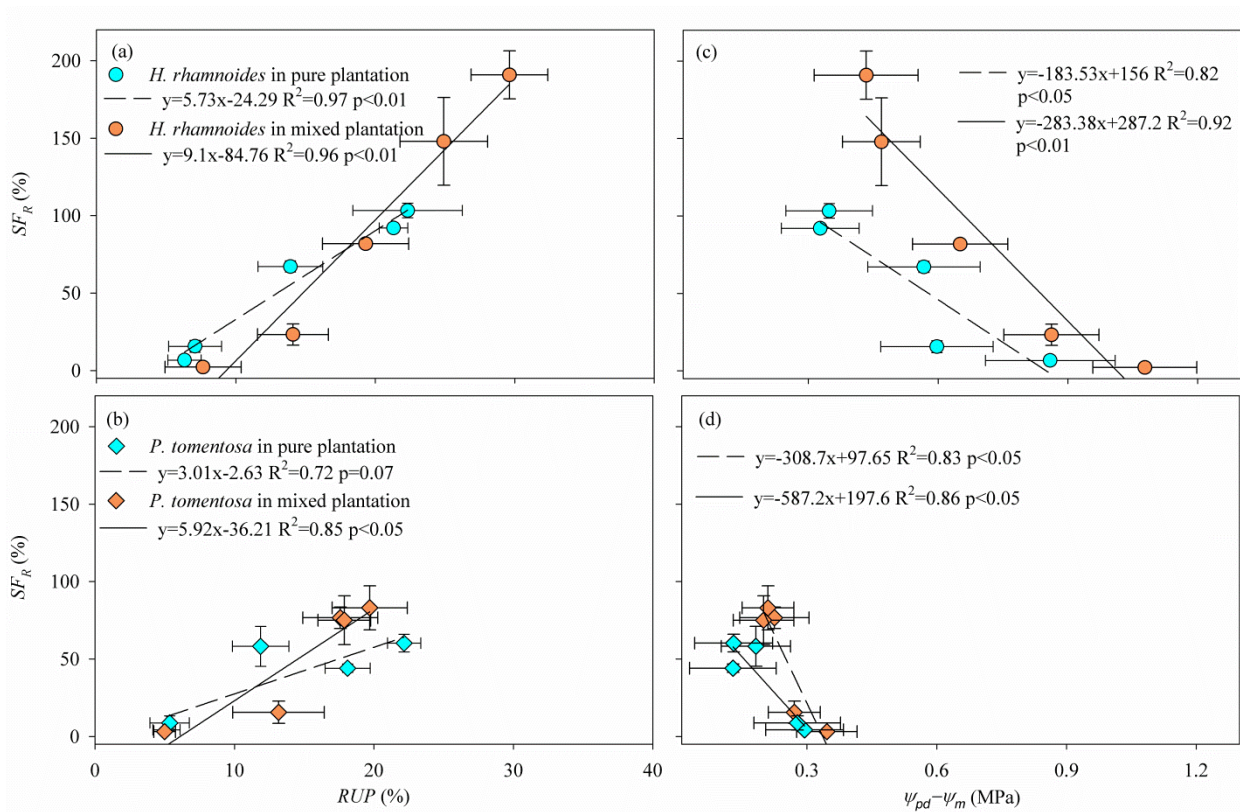 (a)
H. rhamnoides in pure plantation
y=5.73x-24.29 R²=0.97 p<0.01
H. rhamnoides in mixed plantation
y=9.1x-84.76 R²=0.96 p<0.01
200
150
100
50
0
SF_R (%)
(c)
y=-183.53x+156 R²=0.82
p<0.05
y=-283.38x+287.2 R²=0.92
p<0.01
(b)
P. tomentosa in pure plantation
y=3.01x-2.63 R²=0.72 p=0.07
P. tomentosa in mixed plantation
y=5.92x-36.21 R²=0.85 p<0.05
200
150
100
50
0
SF_R (%)
0 10 20 30 40
RUP (%)
(d)
y=-308.7x+97.65 R²=0.83 p<0.05
y=-587.2x+197.6 R²=0.86 p<0.05
0.3 0.6 0.9 1.2
ψ_pd−ψ_m (MPa)